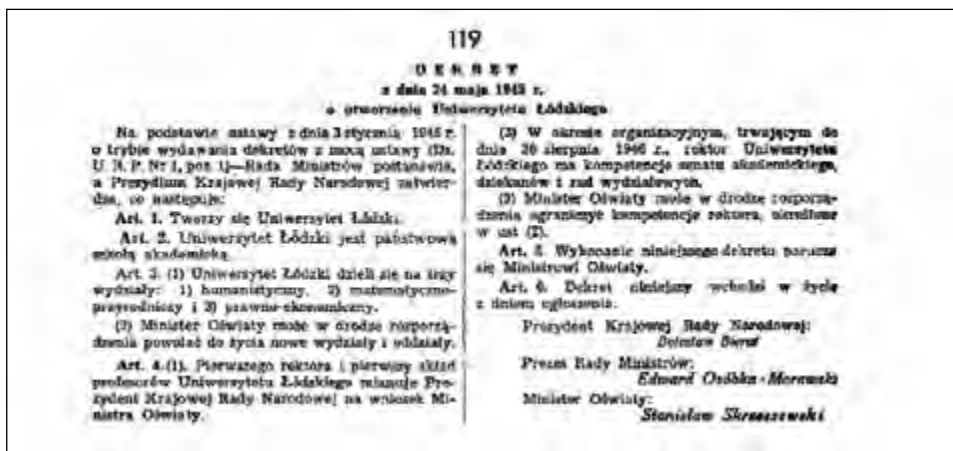 119
DEKRET
z dnia 24 maja 1945 r.
o utworzeniu Uniwersytetu Łódzkiego
Na podstawie ustawy z dnia 3 stycznia 1945 r.
o trybie wydawania dekretów z mocą ustawy (Dz.
U. R. P. Nr 1, poz. 1)—Rada Ministrów postanawia,
a Prezydium Krajowej Rady Narodowej zatwier-
dza, co następuje:
Art. 1. Tworzy się Uniwersytet Łódzki.
Art. 2. Uniwersytet Łódzki jest państwową
szkołą akademicką.
Art. 3. (1) Uniwersytet Łódzki dzieli się na trzy
wydziały: 1) humanistyczny, 2) matematyczno-
przyrodniczy i 3) prawno-ekonomiczny.
(2) Minister Oświaty może w drodze rozporzą-
dzenia powołać do życia nowe wydziały i oddziały.
Art. 4.(1). Pierwszego rektora i pierwszy skład
profesorów Uniwersytetu Łódzkiego mianuje Pre-
zydent Krajowej Rady Narodowej na wniosek Mi-
nistra Oświaty.
(2) W okresie organizacyjnym, trwającym do
dnia sierpnia 1946 r., rektor Uniwersytetu
Łódzkiego ma kompetencje senatu akademickiego,
dziekanów i rad wydziałowych.
(3) Minister Oświaty może w drodze rozporzą-
dzenia ograniczyć kompetencje rektora, określone
w ust (2).
Art. 5. Wykonanie niniejszego dekretu porucza
się Ministrowi Oświaty.
Art. 6. Dekret niniejszy wchodzi w życie
z dniem ogłoszenia.
Prezydent Krajowej Rady Narodowej:
Bolesław Bierut
Prezes Rady Ministrów:
Edward Osóbka-Morawski
Minister Oświaty:
Stanisław Skrzeszewski